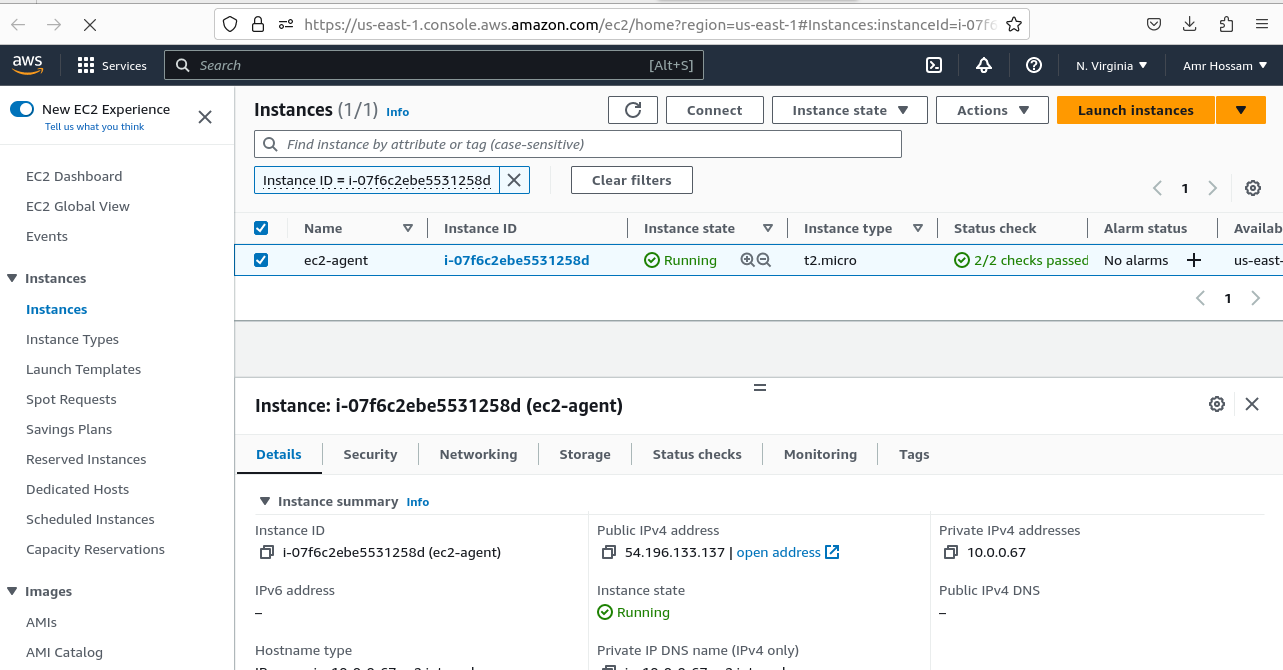 https://us-east-1.console.aws.amazon.com/ec2/home?region=us-east-1#Instances:instanceId=i-07f6
aws Services Search [Alt+S] N. Virginia Amr Hossam
New EC2 Experience
Tell us what you think
EC2 Dashboard
EC2 Global View
Events
Instances
Instances
Instance Types
Launch Templates
Spot Requests
Savings Plans
Reserved Instances
Dedicated Hosts
Scheduled Instances
Capacity Reservations
Images
AMIs
AMI Catalog
Instances (1/1) Info Connect Instance state Actions Launch instances
Find instance by attribute or tag (case-sensitive)
Instance ID = i-07f6c2ebe5531258d Clear filters
1
Name Instance ID Instance state Instance type Status check Alarm status Availab
ec2-agent i-07f6c2ebe5531258d Running t2.micro 2/2 checks passed No alarms + us-east-
1
Instance: i-07f6c2ebe5531258d (ec2-agent)
Details Security Networking Storage Status checks Monitoring Tags
Instance summary Info
Instance ID
i-07f6c2ebe5531258d (ec2-agent)
Public IPv4 address
54.196.133.137 | open address
Private IPv4 addresses
10.0.0.67
IPv6 address
–
Instance state
Running
Public IPv4 DNS
–
Hostname type
Private IP DNS name (IPv4 only)